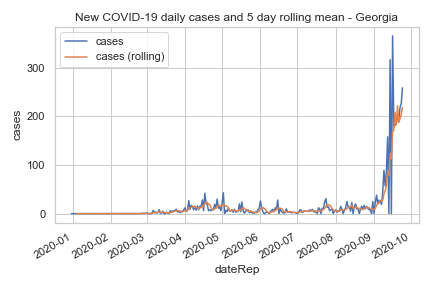 New COVID-19 daily cases and 5 day rolling mean - Georgia
cases
cases (rolling)
300
200
100
0
cases
2020-01
2020-02
2020-03
2020-04
2020-05
2020-06
2020-07
2020-08
2020-09
2020-10
dateRep